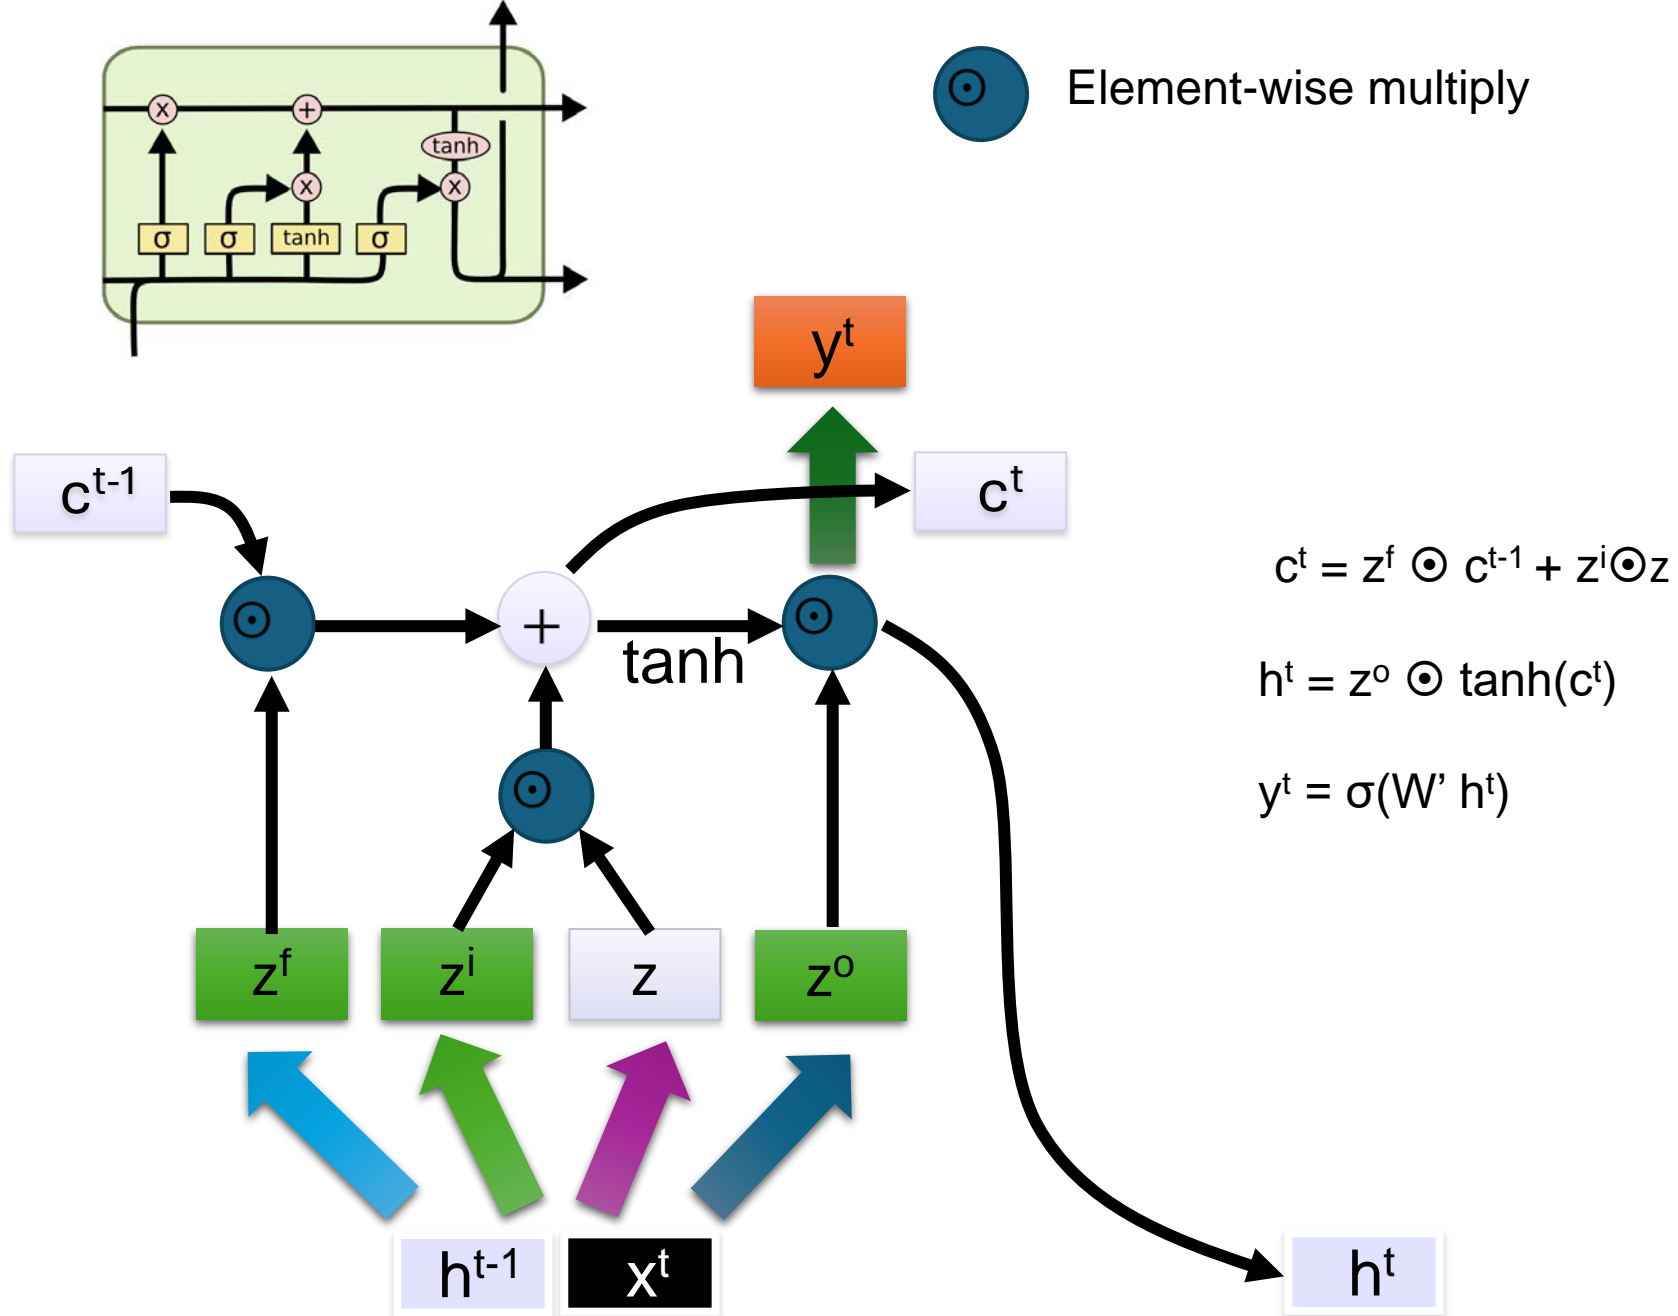 x + tanh
x x
σ σ tanh σ
⊙ Element-wise multiply
yᵗ
cᵗ⁻¹ cᵗ
⊙ + ⊙
tanh
⊙
zᶠ zⁱ z zᵒ
hᵗ⁻¹ xᵗ hᵗ
cᵗ = zᶠ ⊙ cᵗ⁻¹ + zⁱ⊙z
hᵗ = zᵒ ⊙ tanh(cᵗ)
yᵗ = σ(W’ hᵗ)